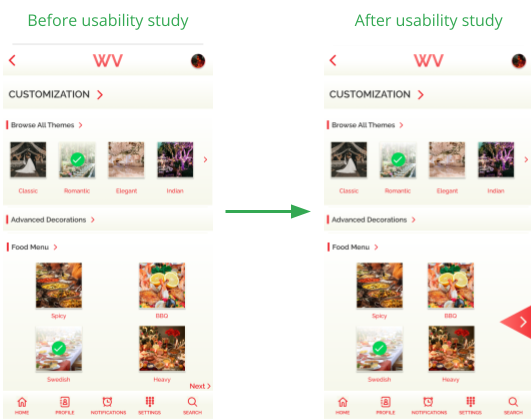 Before usability study
After usability study
WV
CUSTOMIZATION
Browse All Themes
Classic
Romantic
Elegant
Indian
Advanced Decorations
Food Menu
Spicy
BBQ
Swedish
Heavy
Next
HOME
PROFILE
NOTIFICATIONS
SETTINGS
SEARCH
WV
CUSTOMIZATION
Browse All Themes
Classic
Romantic
Elegant
Indian
Advanced Decorations
Food Menu
Spicy
BBQ
Swedish
Heavy
HOME
PROFILE
NOTIFICATIONS
SETTINGS
SEARCH